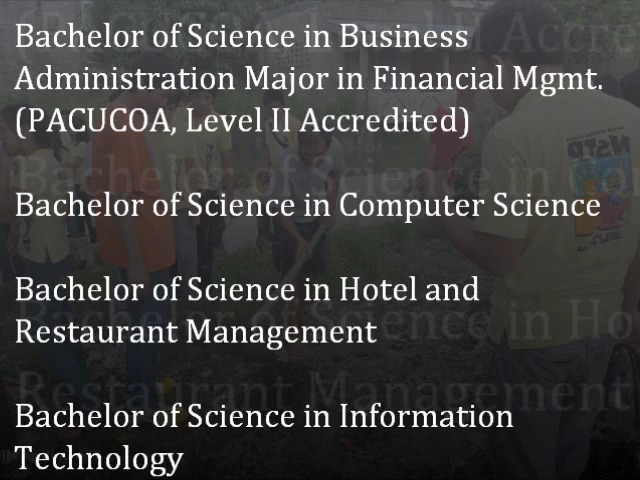 Bachelor of Science in Business
Administration Major in Financial Mgmt.
(PACUCOA, Level II Accredited)
Bachelor of Science in Computer Science
Bachelor of Science in Hotel and
Restaurant Management
Bachelor of Science in Information
Technology
NSTP